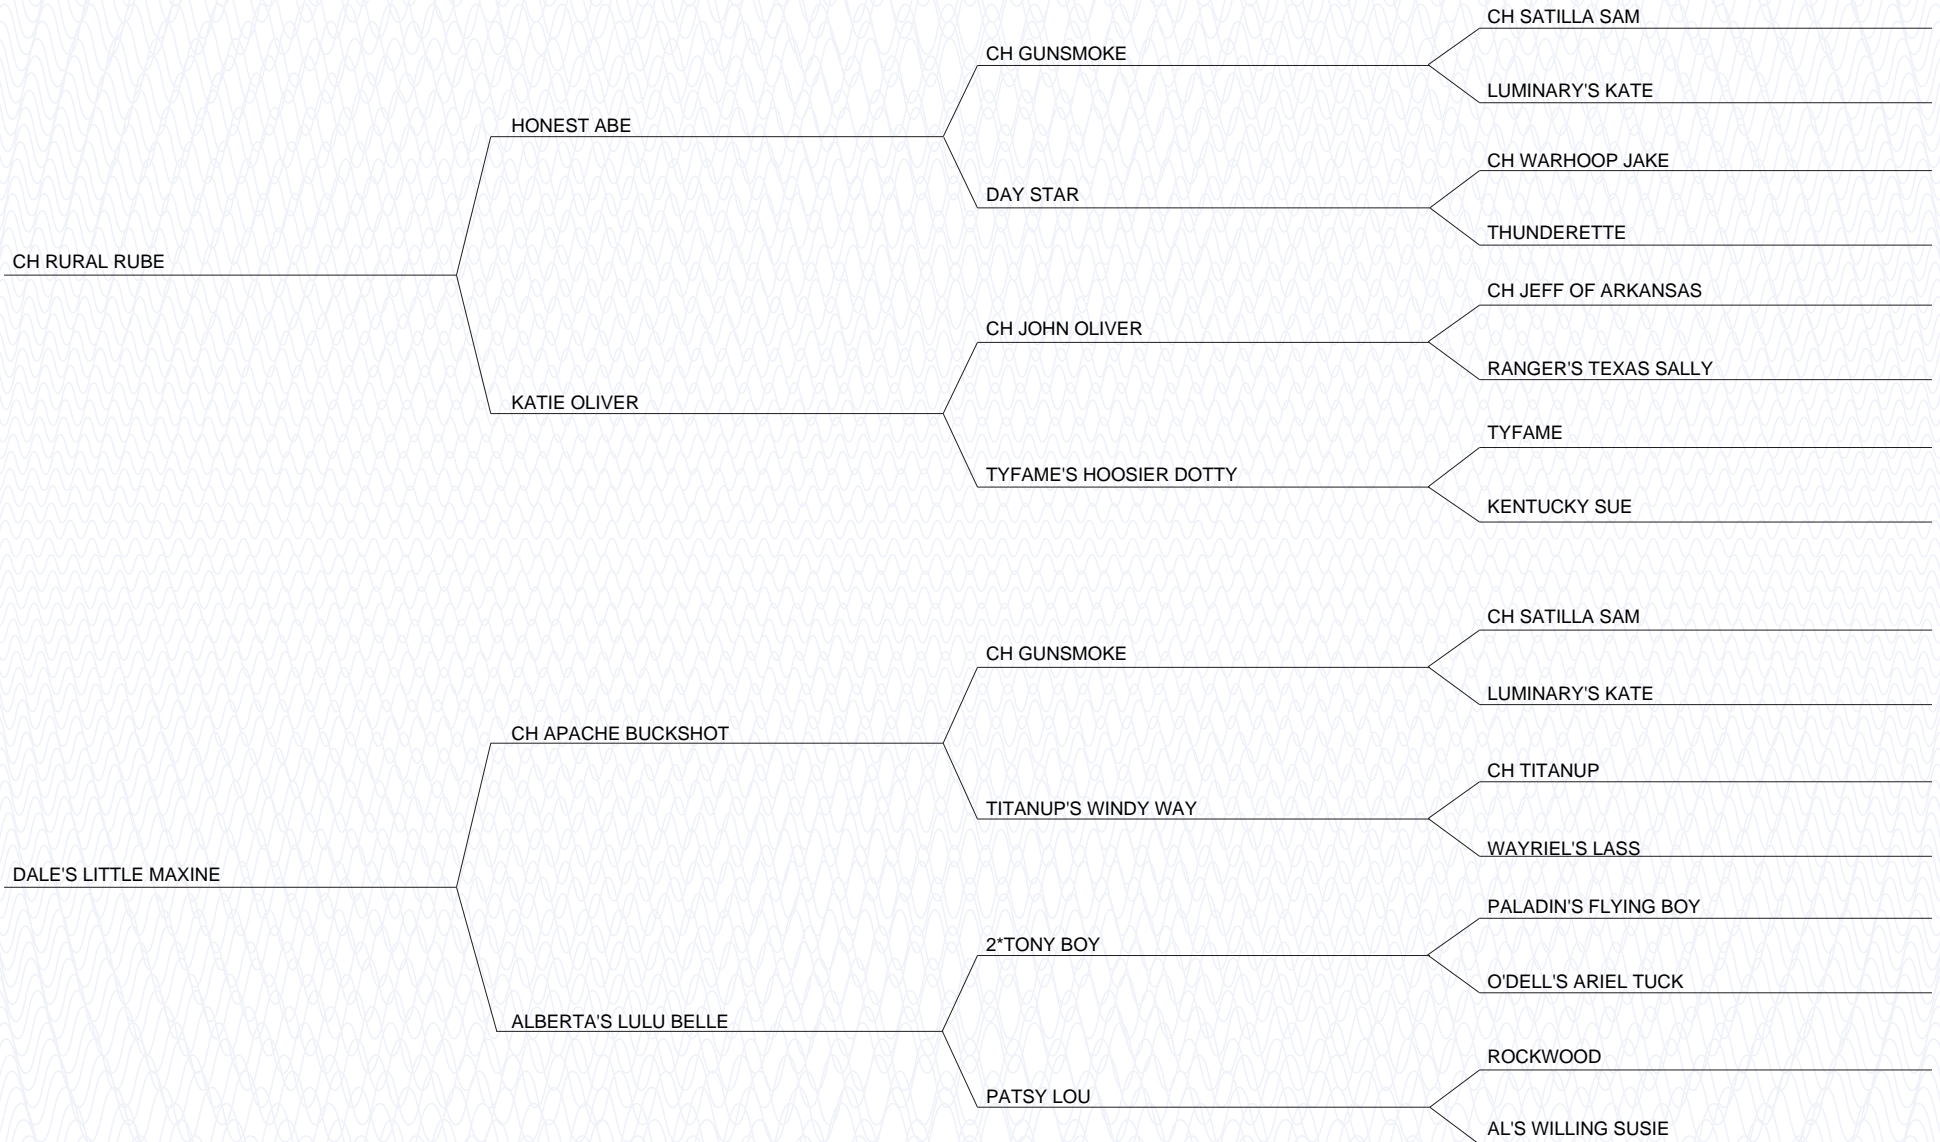 CH SATILLA SAM
CH GUNSMOKE
LUMINARY'S KATE
HONEST ABE
CH WARHOOP JAKE
DAY STAR
THUNDERETTE
CH RURAL RUBE
CH JEFF OF ARKANSAS
CH JOHN OLIVER
RANGER'S TEXAS SALLY
KATIE OLIVER
TYFAME
TYFAME'S HOOSIER DOTTY
KENTUCKY SUE
CH SATILLA SAM
CH GUNSMOKE
LUMINARY'S KATE
CH APACHE BUCKSHOT
CH TITANUP
TITANUP'S WINDY WAY
WAYRIEL'S LASS
DALE'S LITTLE MAXINE
PALADIN'S FLYING BOY
2*TONY BOY
O'DELL'S ARIEL TUCK
ALBERTA'S LULU BELLE
ROCKWOOD
PATSY LOU
AL'S WILLING SUSIE